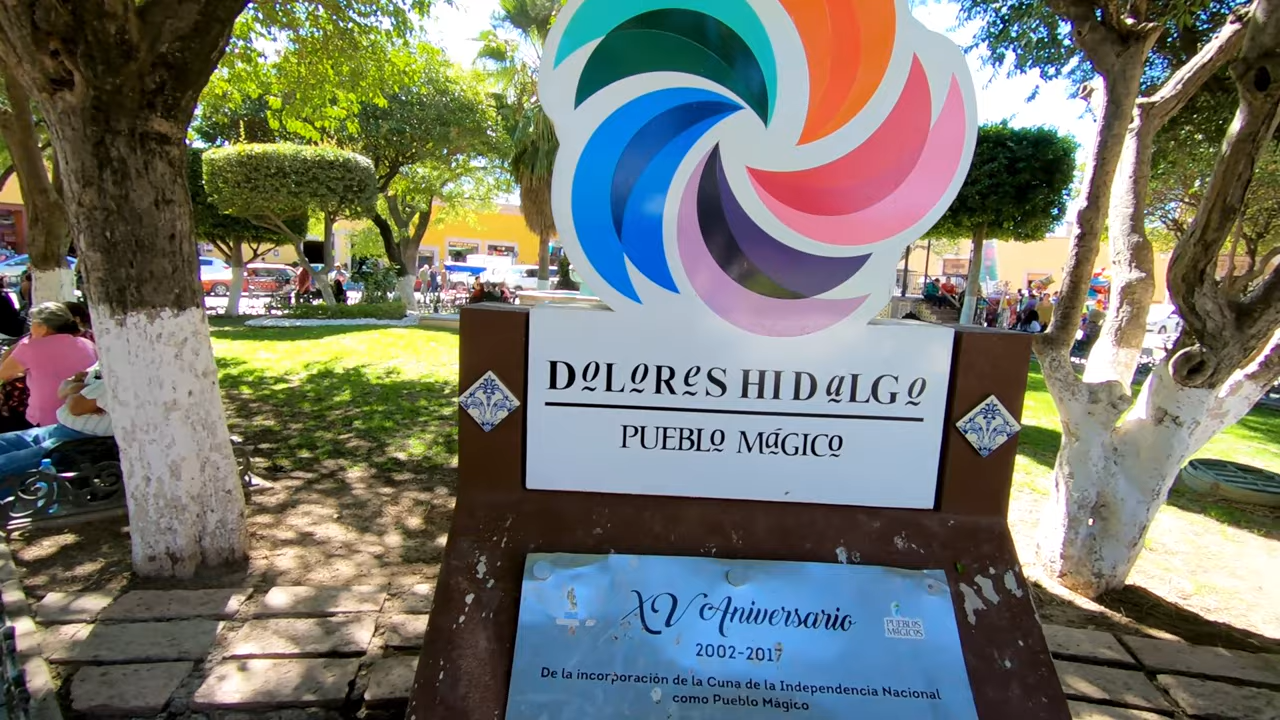 DOLORES HIDALGO
PUEBLO MáGICO
XV Aniversario
PUEBLOS
MáGICOS
2002-2017
De la incorporación de la Cuna de la Independencia Nacional
como Pueblo Mágico